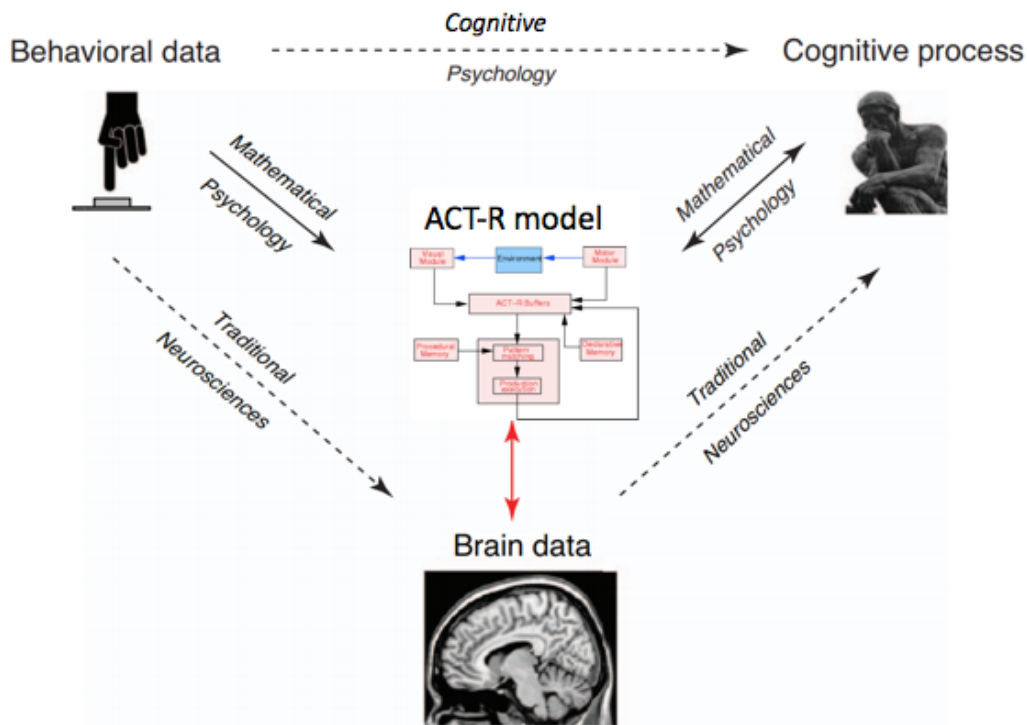 Cognitive
Behavioral data
Cognitive process
Psychology
Mathematical
Psychology
Mathematical
Psychology
ACT-R model
Visual
Module
Environment
Motor
Module
ACT-R Buffers
Procedural
Memory
Pattern
matching
Declarative
Memory
Production
execution
Traditional
Neurosciences
Traditional
Neurosciences
Brain data